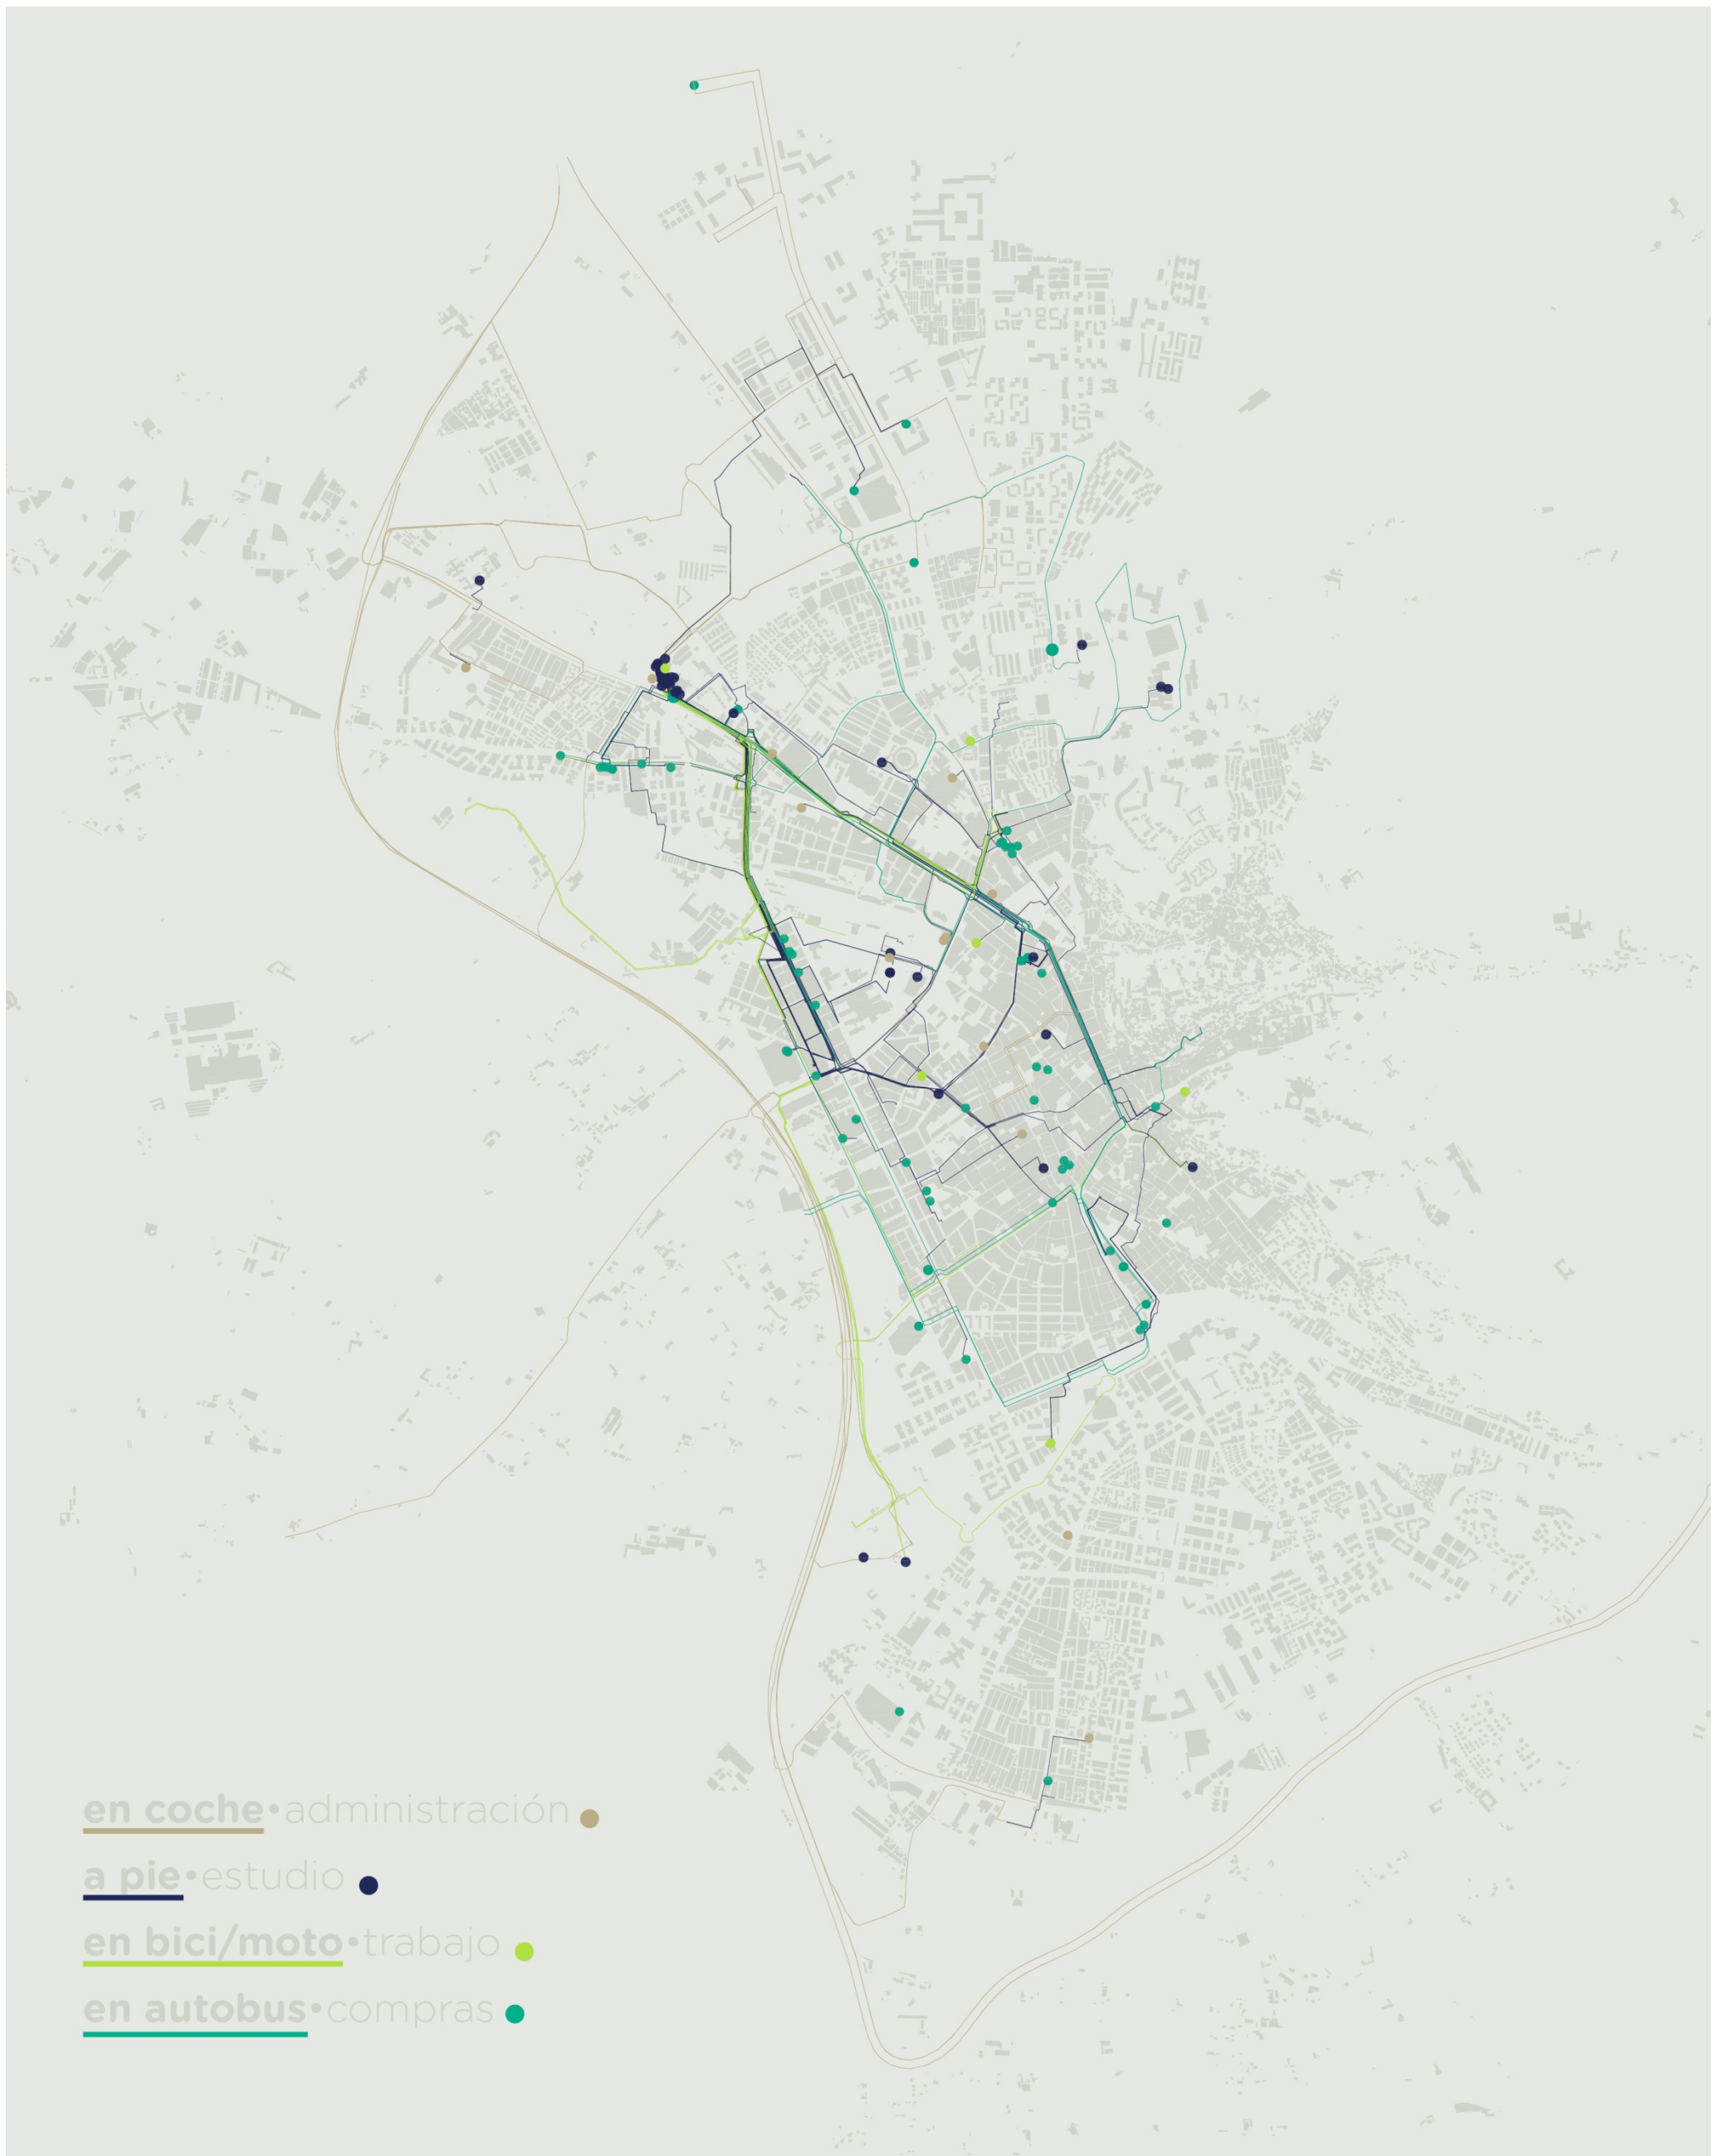 en coche•administración
a pie•estudio
en bici/moto•trabajo
en autobus•compras